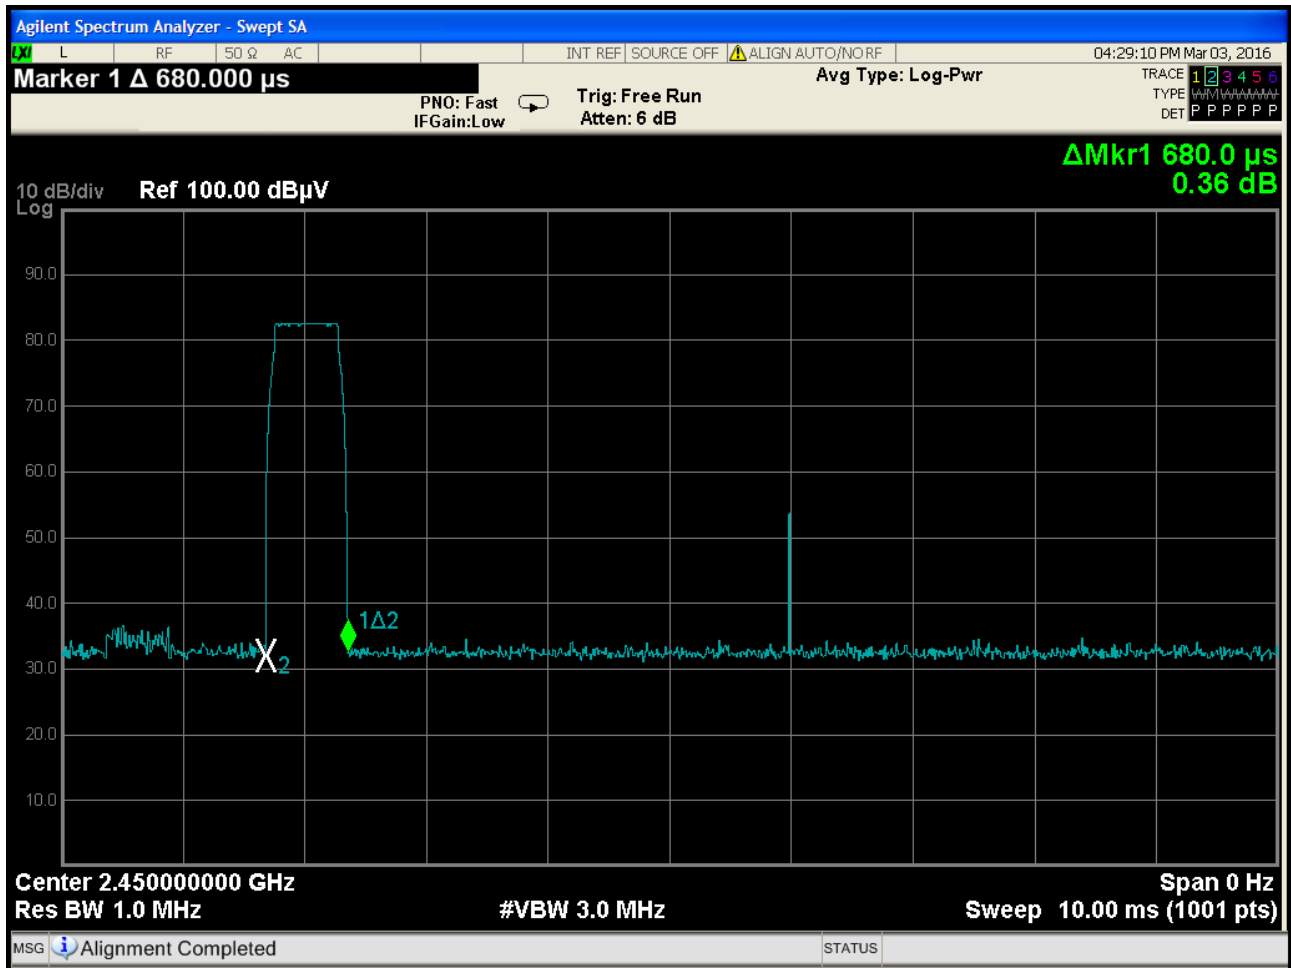 Agilent Spectrum Analyzer - Swept SA
LXI L RF 50 Ω AC INT REF SOURCE OFF ALIGN AUTO/NO RF 04:29:10 PM Mar 03, 2016
Marker 1 Δ 680.000 µs
PNO: Fast
IFGain:Low
Trig: Free Run
Atten: 6 dB
Avg Type: Log-Pwr
TRACE 1 2 3 4 5 6
TYPE WMWWWW
DET P P P P P P
ΔMkr1 680.0 µs
0.36 dB
10 dB/div Ref 100.00 dBµV
Log
90.0
80.0
70.0
60.0
50.0
40.0
30.0
20.0
10.0
1Δ2
X2
Center 2.450000000 GHz Span 0 Hz
Res BW 1.0 MHz #VBW 3.0 MHz Sweep 10.00 ms (1001 pts)
MSG Alignment Completed STATUS